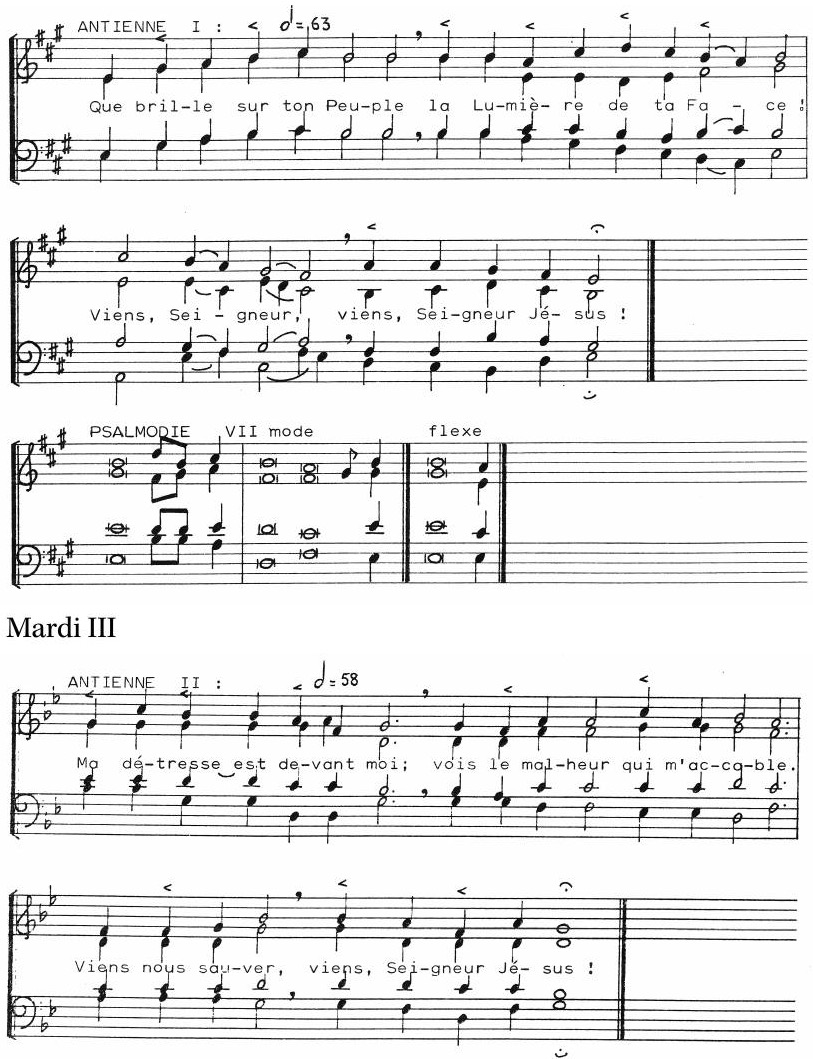 ANTIENNE I : 𝅗𝅥 = 63
Que bril-le sur ton Peu-ple la Lu-miè- re de ta Fa - ce !
Viens, Sei - gneur, viens, Sei-gneur Jé- sus !
PSALMODIE VII mode flexe
Mardi III
ANTIENNE II : 𝅗𝅥 = 58
Ma dé-tresse est de-vant moi; vois le mal-heur qui m'ac-ca-ble.
Viens nous sau-ver, viens, Sei-gneur Jé- sus !